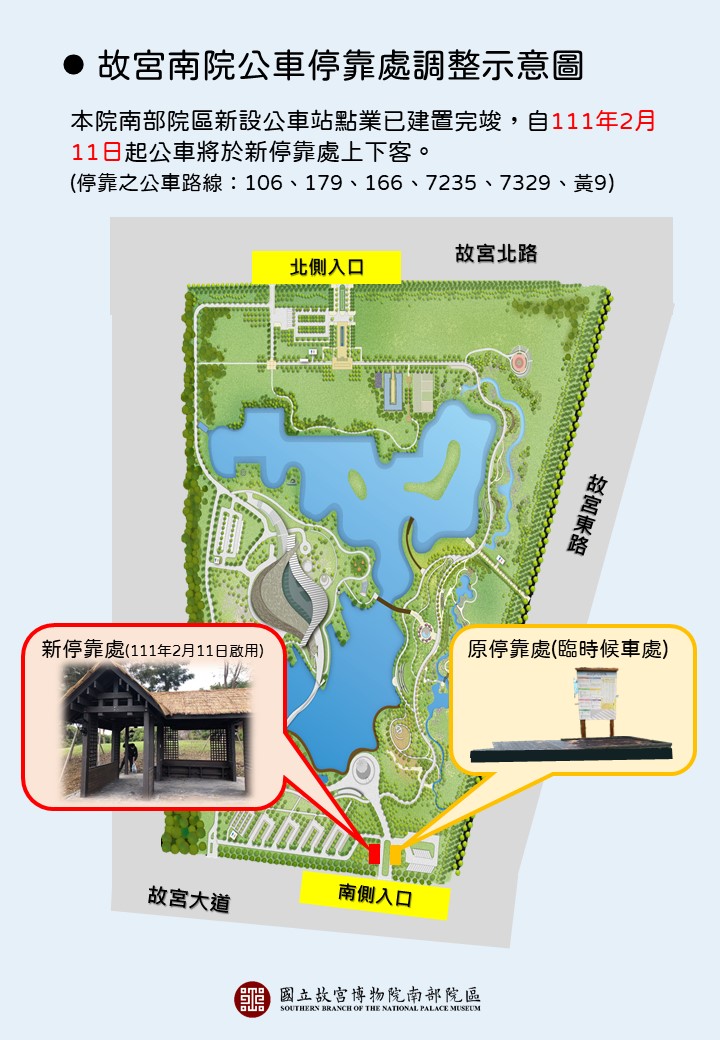 ● 故宮南院公車停靠處調整示意圖
本院南部院區新設公車站點業已建置完竣，自111年2月
11日起公車將於新停靠處上下客。
(停靠之公車路線：106、179、166、7235、7329、黃9)
北側入口
故宮北路
故宮東路
新停靠處(111年2月11日啟用)
原停靠處(臨時候車處)
南側入口
故宮大道
國立故宮博物院南部院區
SOUTHERN BRANCH OF THE NATIONAL PALACE MUSEUM